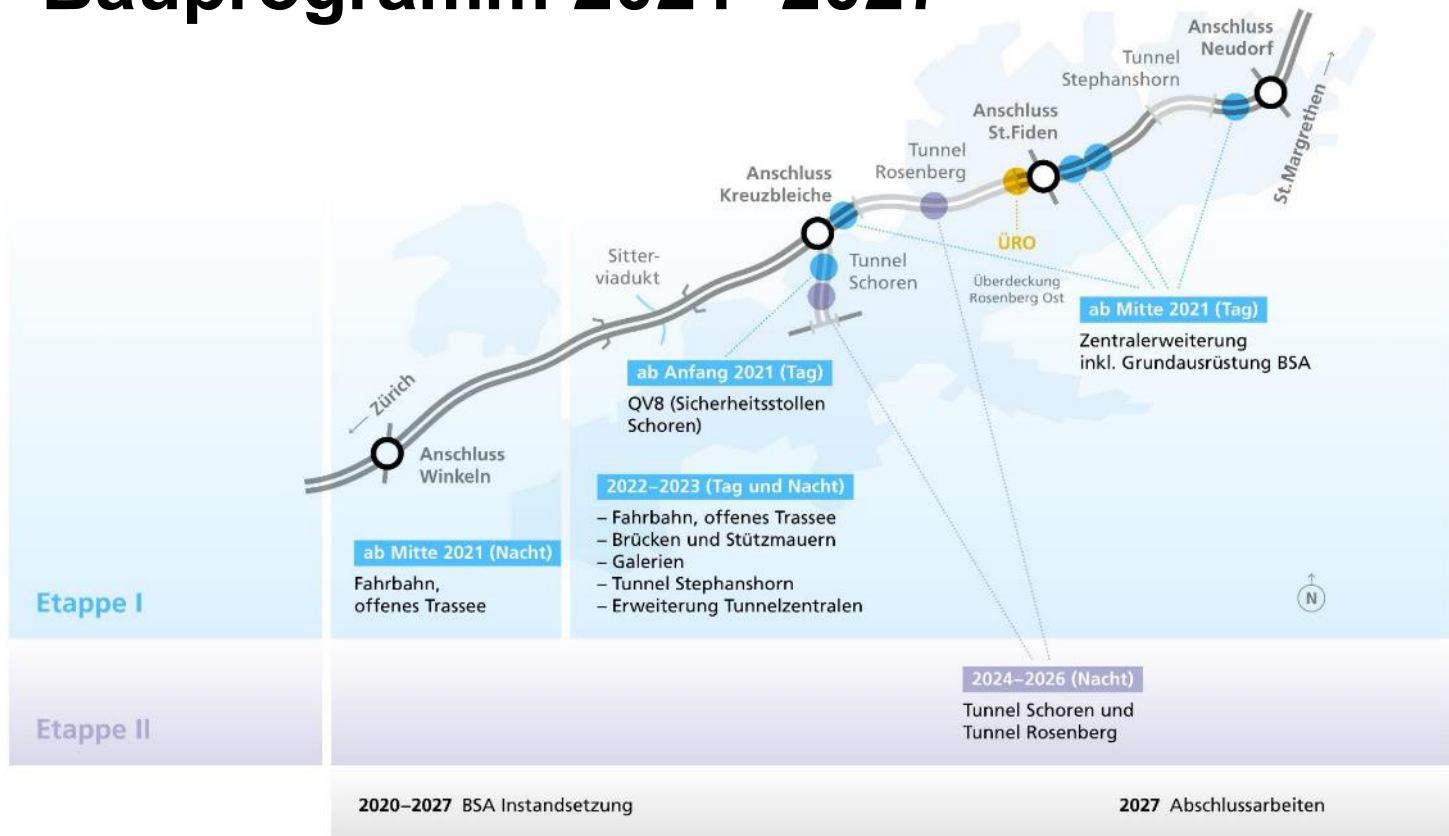 Bauprogramm 2021–2027
Anschluss
Neudorf
Tunnel
Stephanshorn
St.Margrethen
Anschluss
St.Fiden
Tunnel
Rosenberg
Anschluss
Kreuzbleiche
ÜRO
Überdeckung
Rosenberg Ost
Tunnel
Schoren
Sitter-
viadukt
ab Mitte 2021 (Tag)
Zentralerweiterung
inkl. Grundausrüstung BSA
ab Anfang 2021 (Tag)
QV8 (Sicherheitsstollen
Schoren)
Zürich
Anschluss
Winkeln
2022–2023 (Tag und Nacht)
– Fahrbahn, offenes Trassee
– Brücken und Stützmauern
– Galerien
– Tunnel Stephanshorn
– Erweiterung Tunnelzentralen
ab Mitte 2021 (Nacht)
Fahrbahn,
offenes Trassee
Etappe I
N
2024–2026 (Nacht)
Tunnel Schoren und
Tunnel Rosenberg
Etappe II
2020–2027 BSA Instandsetzung
2027 Abschlussarbeiten